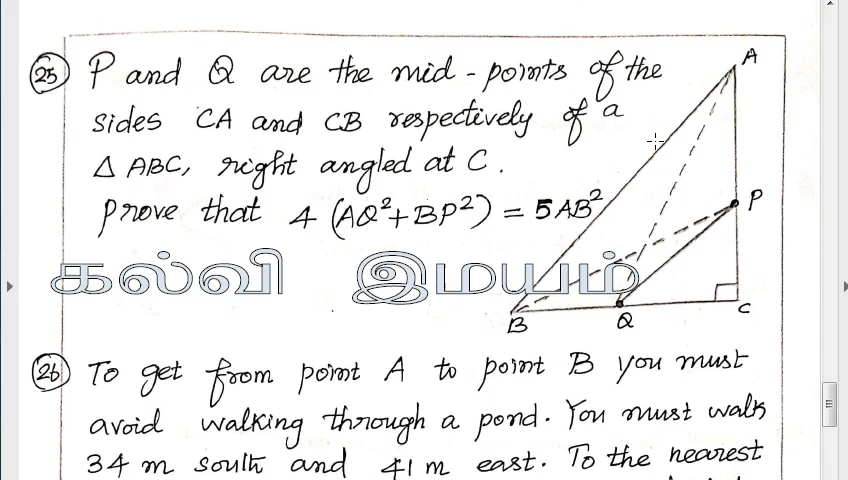 25 P and Q are the mid-points of the
sides CA and CB respectively of a
Δ ABC, right angled at C.
Prove that 4 (AQ²+BP²) = 5AB²
A
P
C
B
Q
கல்வி இமயம்
26 To get from point A to point B you must
avoid walking through a pond. You must walk
34 m south and 41 m east. To the nearest